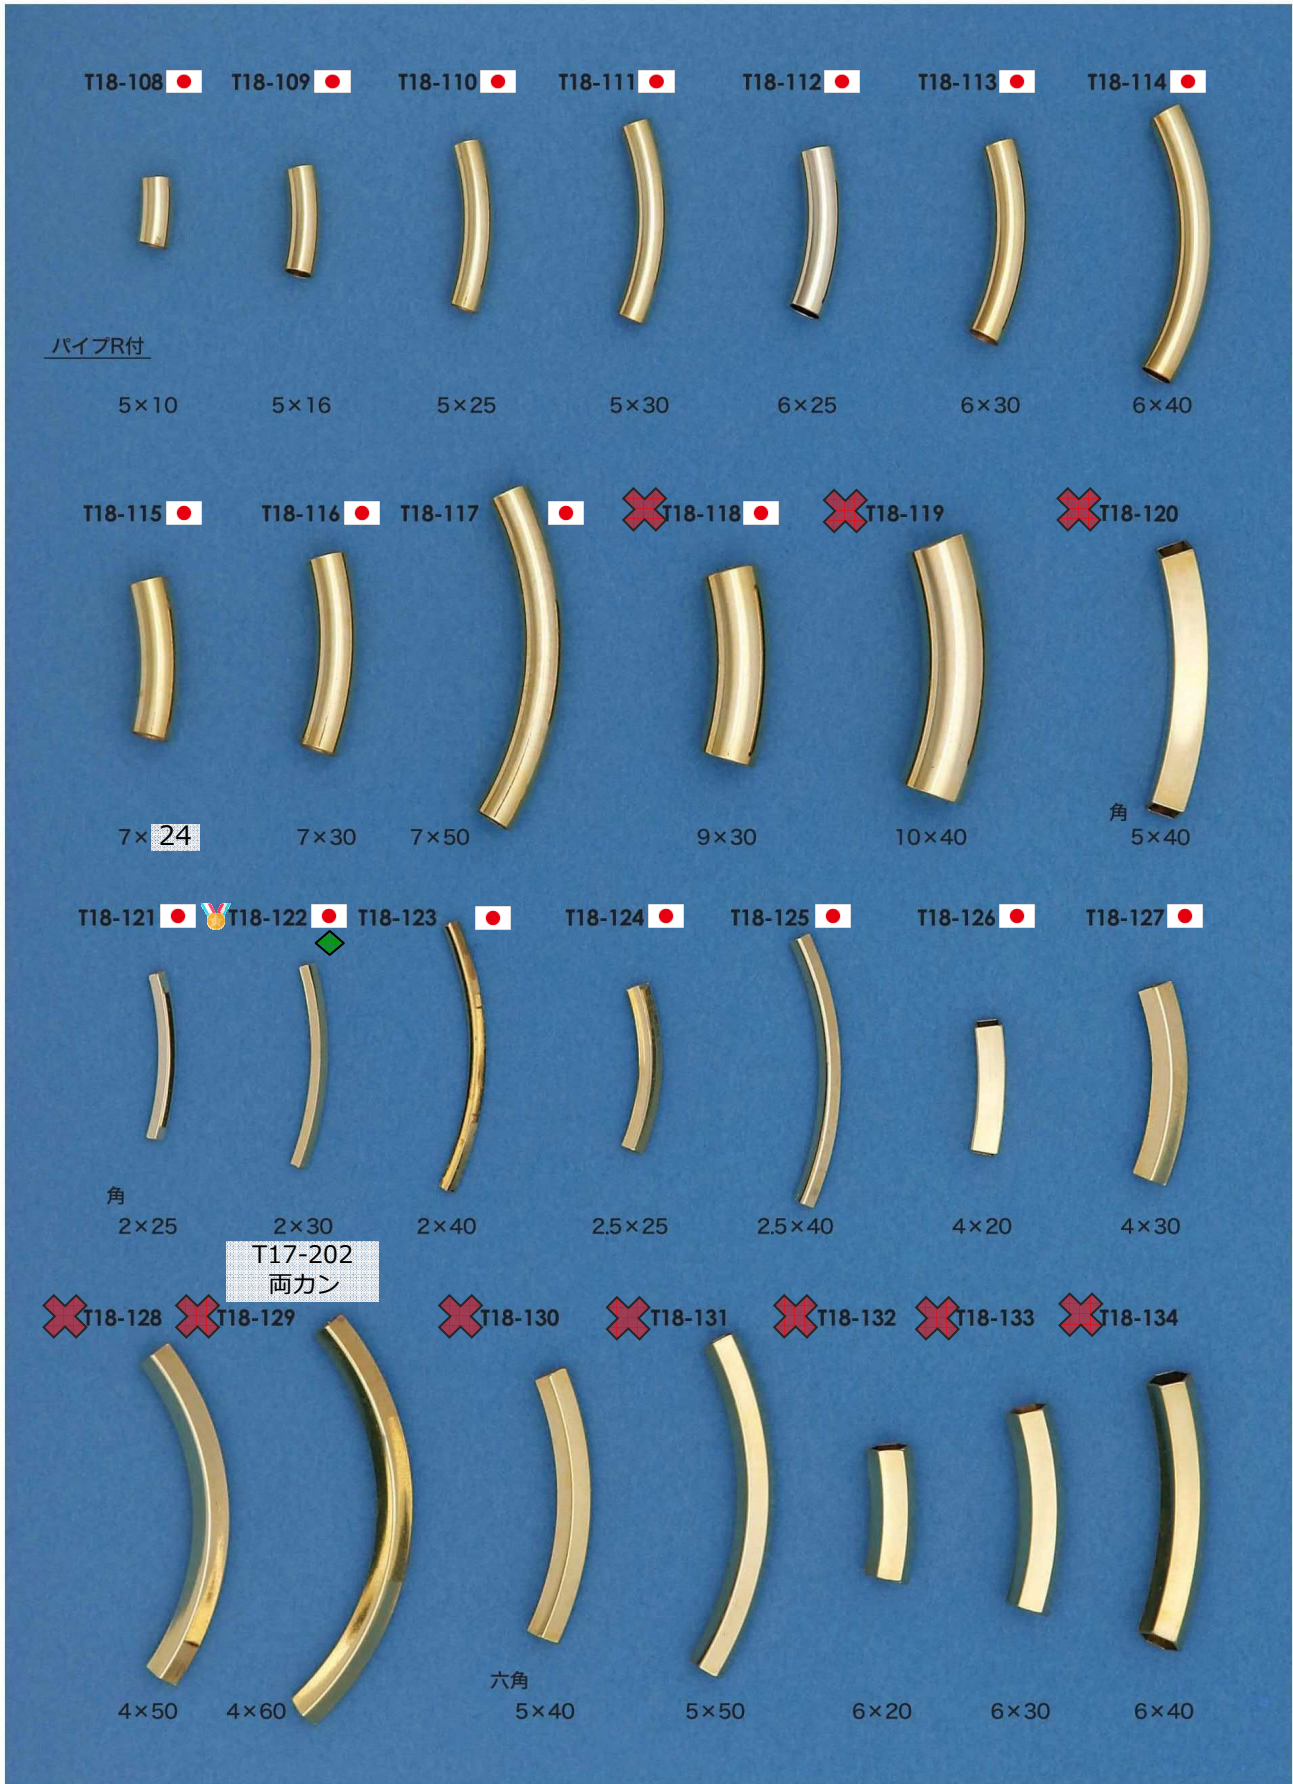 T18-108 T18-109 T18-110 T18-111 T18-112 T18-113 T18-114
パイプR付
5×10 5×16 5×25 5×30 6×25 6×30 6×40
T18-115 T18-116 T18-117 T18-118 T18-119 T18-120
角
7×24 7×30 7×50 9×30 10×40 5×40
T18-121 T18-122 T18-123 T18-124 T18-125 T18-126 T18-127
角
2×25 2×30 2×40 2.5×25 2.5×40 4×20 4×30
T17-202
両カン
T18-128 T18-129 T18-130 T18-131 T18-132 T18-133 T18-134
六角
4×50 4×60 5×40 5×50 6×20 6×30 6×40